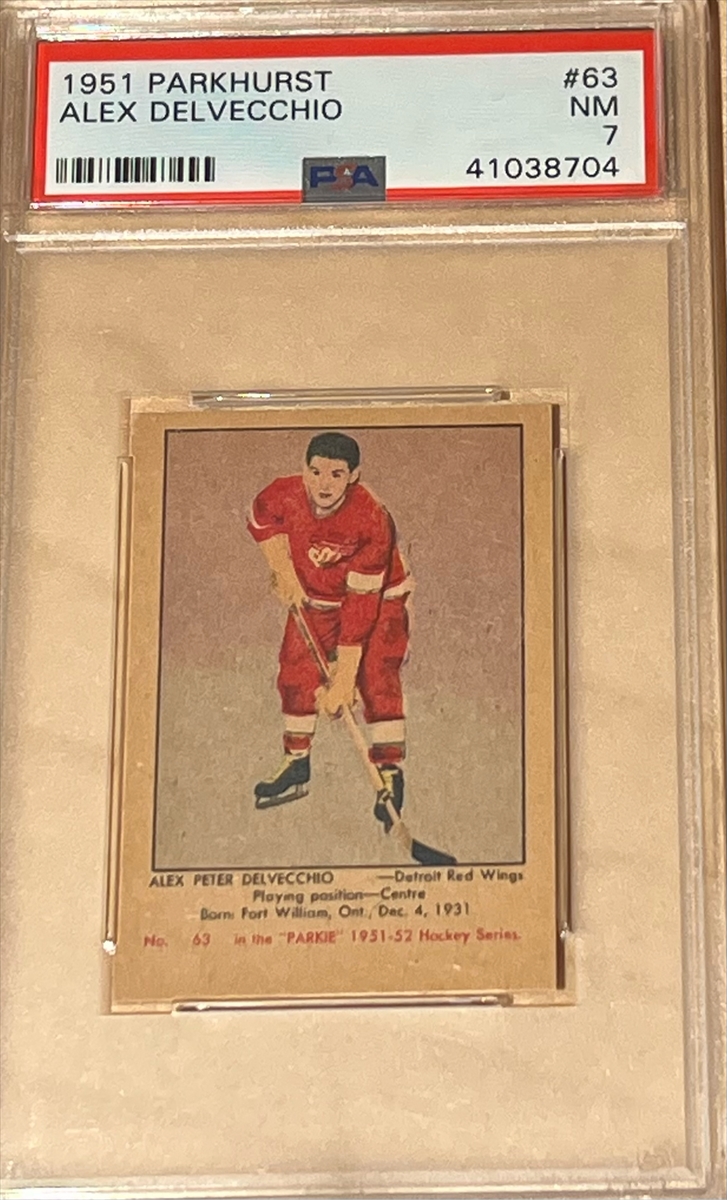 1951 PARKHURST #63
ALEX DELVECCHIO NM
7
PSA 41038704
ALEX PETER DELVECCHIO —Detroit Red Wings
Playing position—Centre
Born: Fort William, Ont., Dec. 4, 1931
No. 63 in the "PARKIE" 1951-52 Hockey Series.